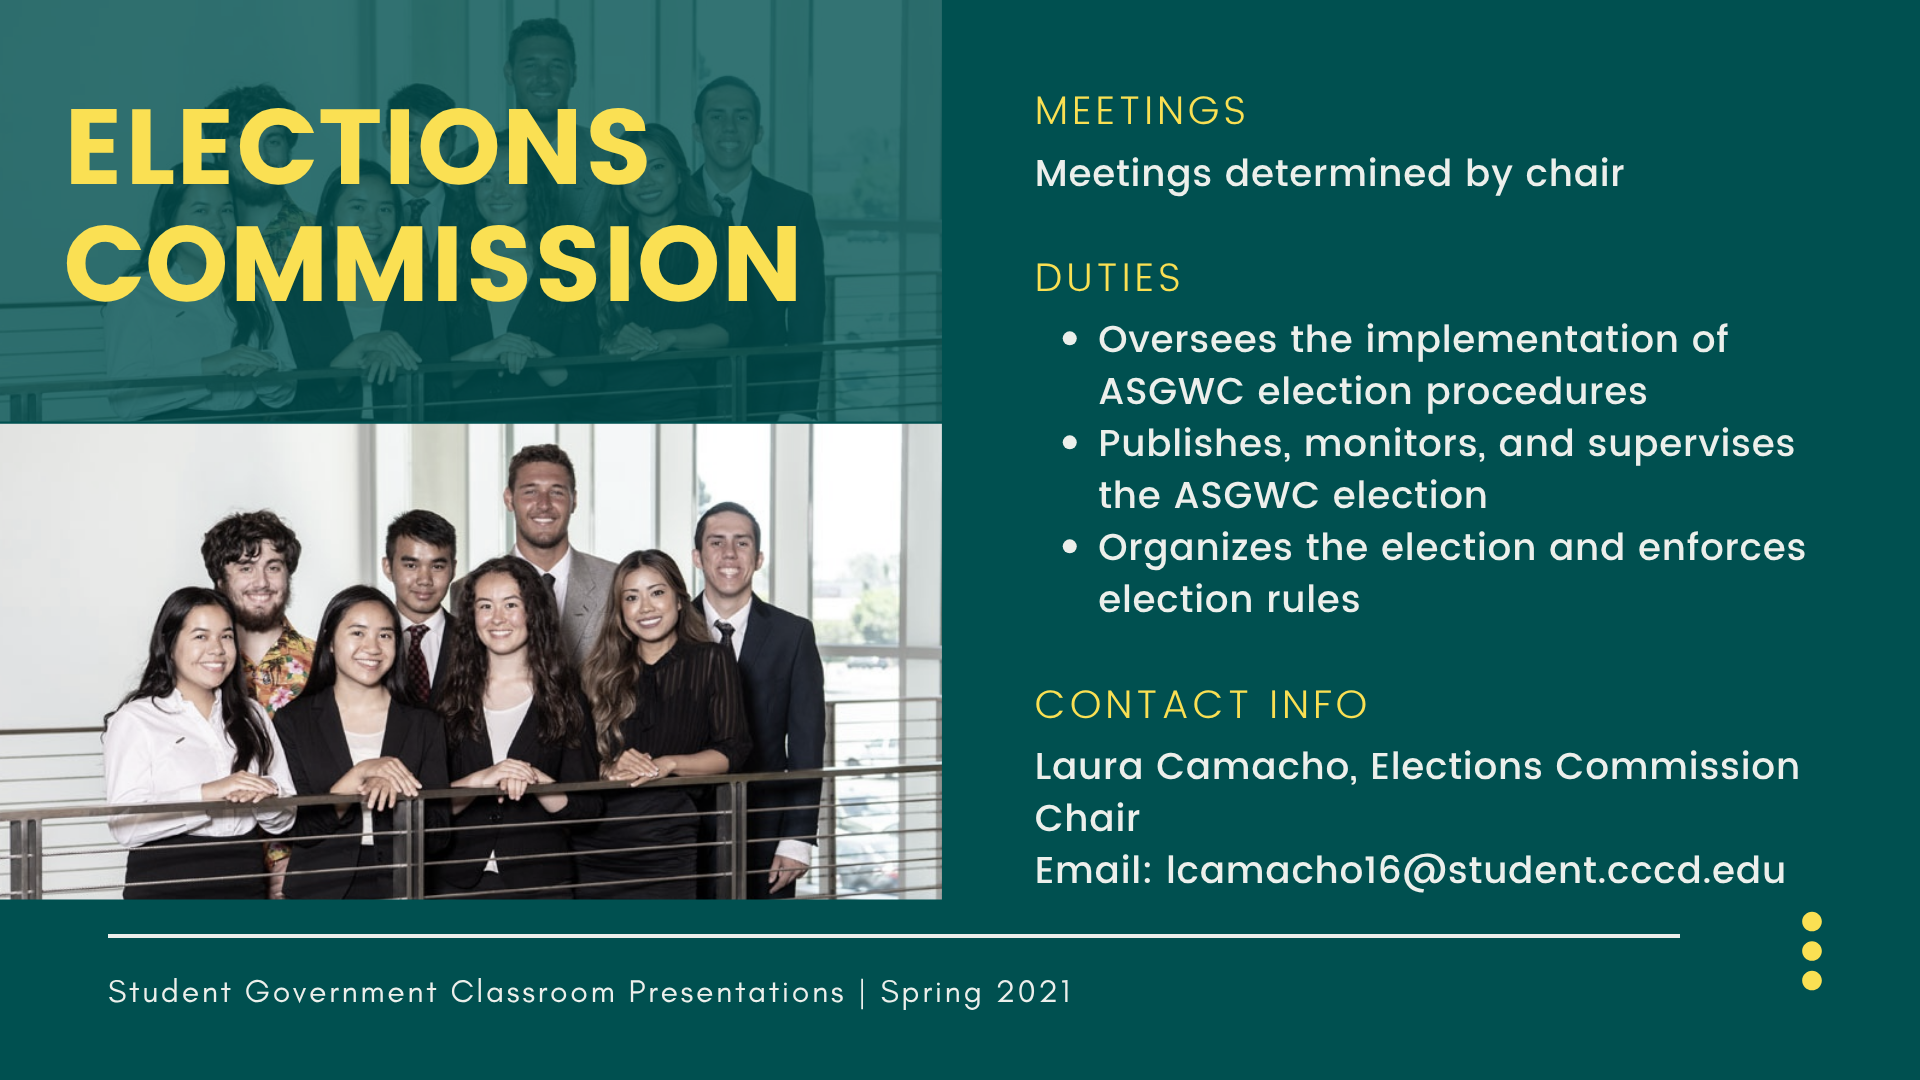 ELECTIONS
COMMISSION
MEETINGS
Meetings determined by chair
DUTIES
• Oversees the implementation of
ASGWC election procedures
• Publishes, monitors, and supervises
the ASGWC election
• Organizes the election and enforces
election rules
CONTACT INFO
Laura Camacho, Elections Commission
Chair
Email: lcamacho16@student.cccd.edu
Student Government Classroom Presentations | Spring 2021